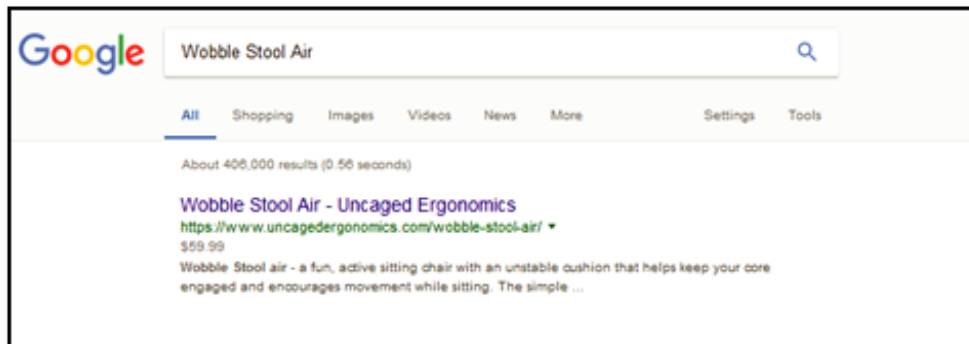 Google Wobble Stool Air
All Shopping Images Videos News More Settings Tools
About 406,000 results (0.56 seconds)
Wobble Stool Air - Uncaged Ergonomics
https://www.uncagedergonomics.com/wobble-stool-air/
$59.99
Wobble Stool air - a fun, active sitting chair with an unstable cushion that helps keep your core
engaged and encourages movement while sitting. The simple ...